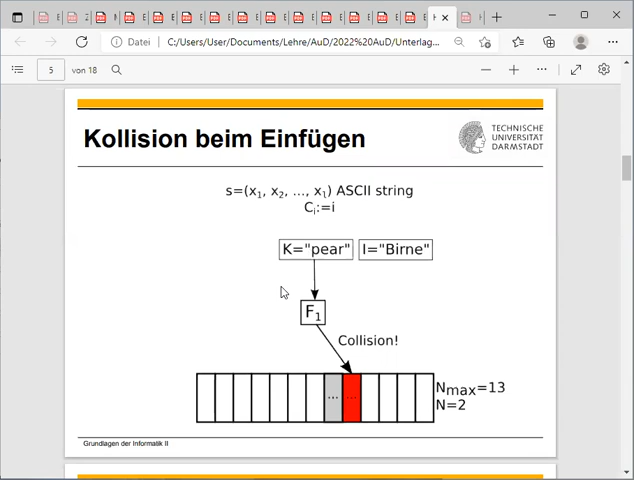 Datei C:/Users/User/Documents/Lehre/AuD/2022%20AuD/Unterlag...
5 von 18
Kollision beim Einfügen
TECHNISCHE
UNIVERSITÄT
DARMSTADT
s=(x1, x2, ..., xl) ASCII string
Ci:=i
K="pear" I="Birne"
F1
Collision!
... ...
Nmax=13
N=2
Grundlagen der Informatik II